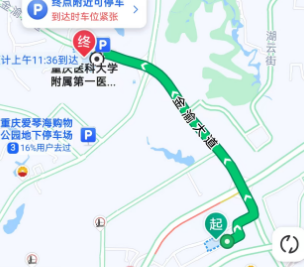 终点附近可停车
到达时车位紧张
P
终
计上午11:36到达
P
重庆医科大学
附属第一医...
湖云街
金渝大道
重庆爱琴海购物
公园地下停车场
P
3 16%用户去过
起